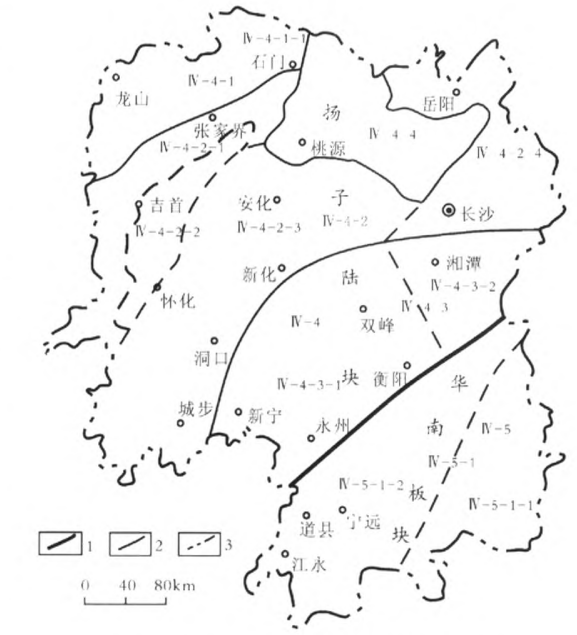 Ⅳ-4-1-1
石门
Ⅳ-4-1
龙山
岳阳
扬
张家界
Ⅳ-4-2-1
桃源
Ⅳ 4 4
Ⅳ 4 2 4
吉首
安化
子
长沙
Ⅳ-4-2-2
Ⅳ-4-2-3
Ⅳ-4-2
新化
陆
湘潭
Ⅳ-4-3-2
怀化
Ⅳ 4 3
Ⅳ-4
双峰
洞口
Ⅳ-4-3-1
块
衡阳
华
城步
新宁
永州
南
Ⅳ-5
Ⅳ-5-1
Ⅳ-5-1-2
板
Ⅳ-5-1-1
道县
宁远
块
江永
1
2
3
0 40 80km